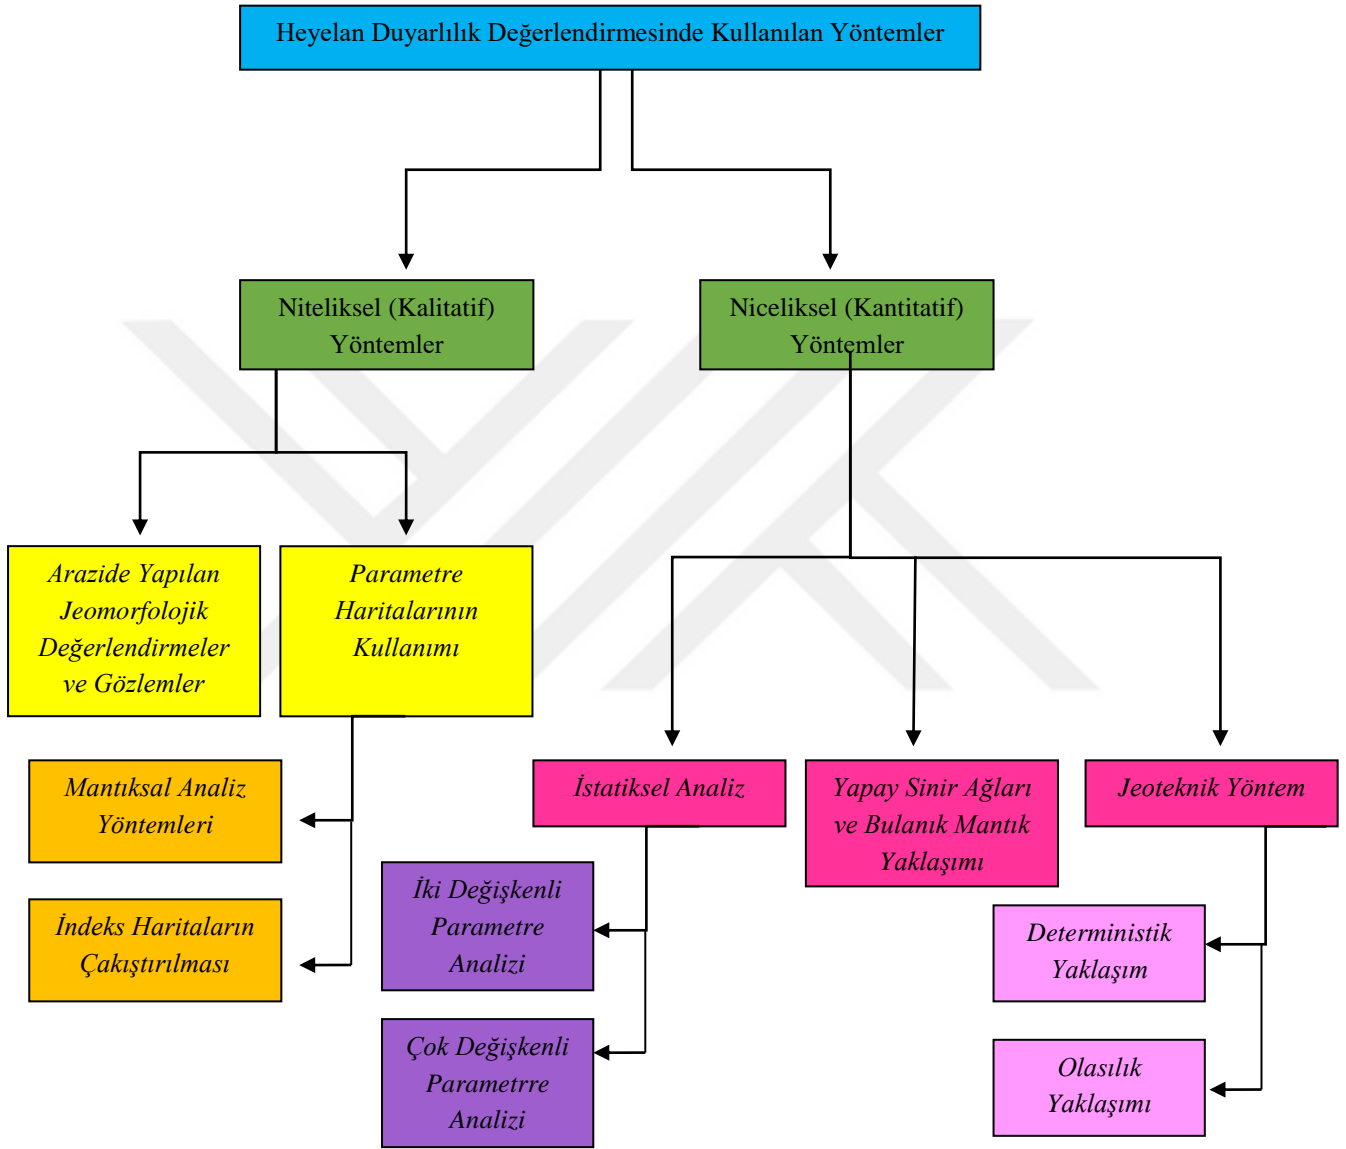 Heyelan Duyarlılık Değerlendirmesinde Kullanılan Yöntemler
Niteliksel (Kalitatif)
Yöntemler
Niceliksel (Kantitatif)
Yöntemler
Arazide Yapılan
Jeomorfolojik
Değerlendirmeler
ve Gözlemler
Parametre
Haritalarının
Kullanımı
Mantıksal Analiz
Yöntemleri
İndeks Haritaların
Çakıştırılması
İstatiksel Analiz
Yapay Sinir Ağları
ve Bulanık Mantık
Yaklaşımı
Jeoteknik Yöntem
İki Değişkenli
Parametre
Analizi
Çok Değişkenli
Parametrre
Analizi
Deterministik
Yaklaşım
Olasılık
Yaklaşımı